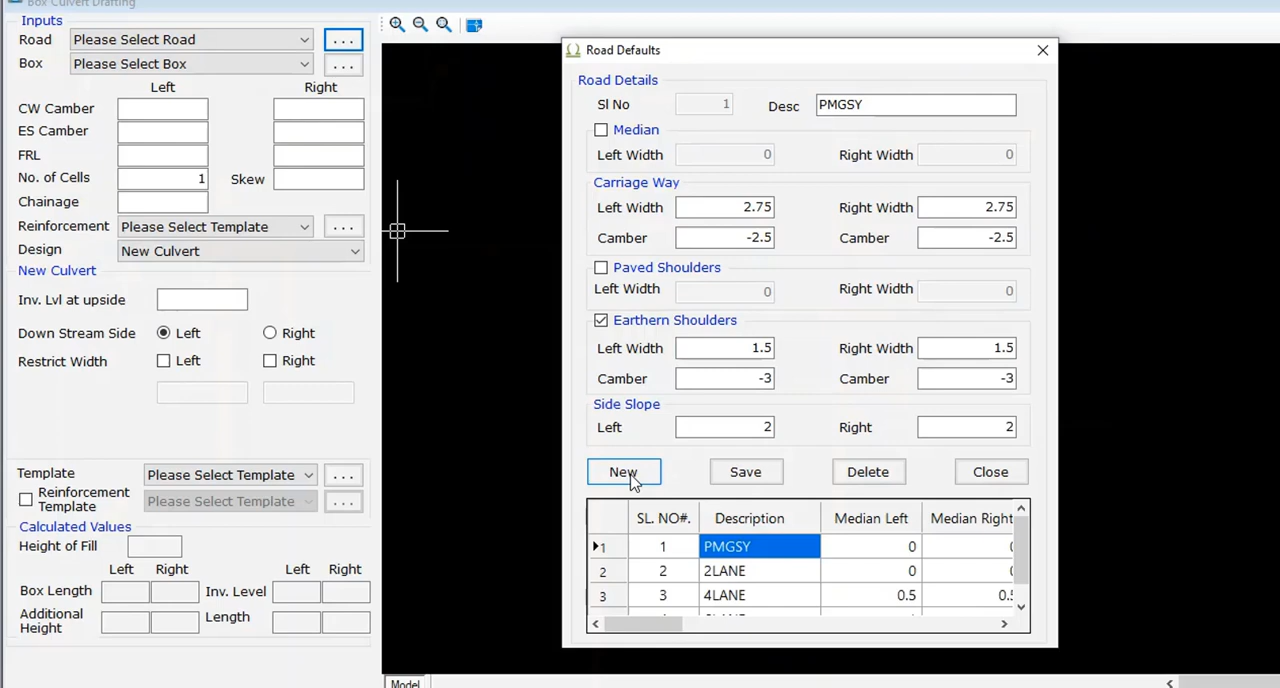 Box Culvert Drafting
Inputs
Road Please Select Road ...
Box Please Select Box ...
Left Right
CW Camber
ES Camber
FRL
No. of Cells 1 Skew
Chainage
Reinforcement Please Select Template ...
Design New Culvert
New Culvert
Inv. Lvl at upside
Down Stream Side Left Right
Restrict Width Left Right
Template Please Select Template ...
Reinforcement Template Please Select Template ...
Calculated Values
Height of Fill
Left Right Left Right
Box Length Inv. Level
Additional Height Length
Road Defaults
Road Details
Sl No 1 Desc PMGSY
Median
Left Width 0 Right Width 0
Carriage Way
Left Width 2.75 Right Width 2.75
Camber -2.5 Camber -2.5
Paved Shoulders
Left Width 0 Right Width 0
Earthern Shoulders
Left Width 1.5 Right Width 1.5
Camber -3 Camber -3
Side Slope
Left 2 Right 2
New Save Delete Close
SL. NO#. Description Median Left Median Right
1 1 PMGSY 0
2 2 2LANE 0
3 3 4LANE 0.5 0.5
Model